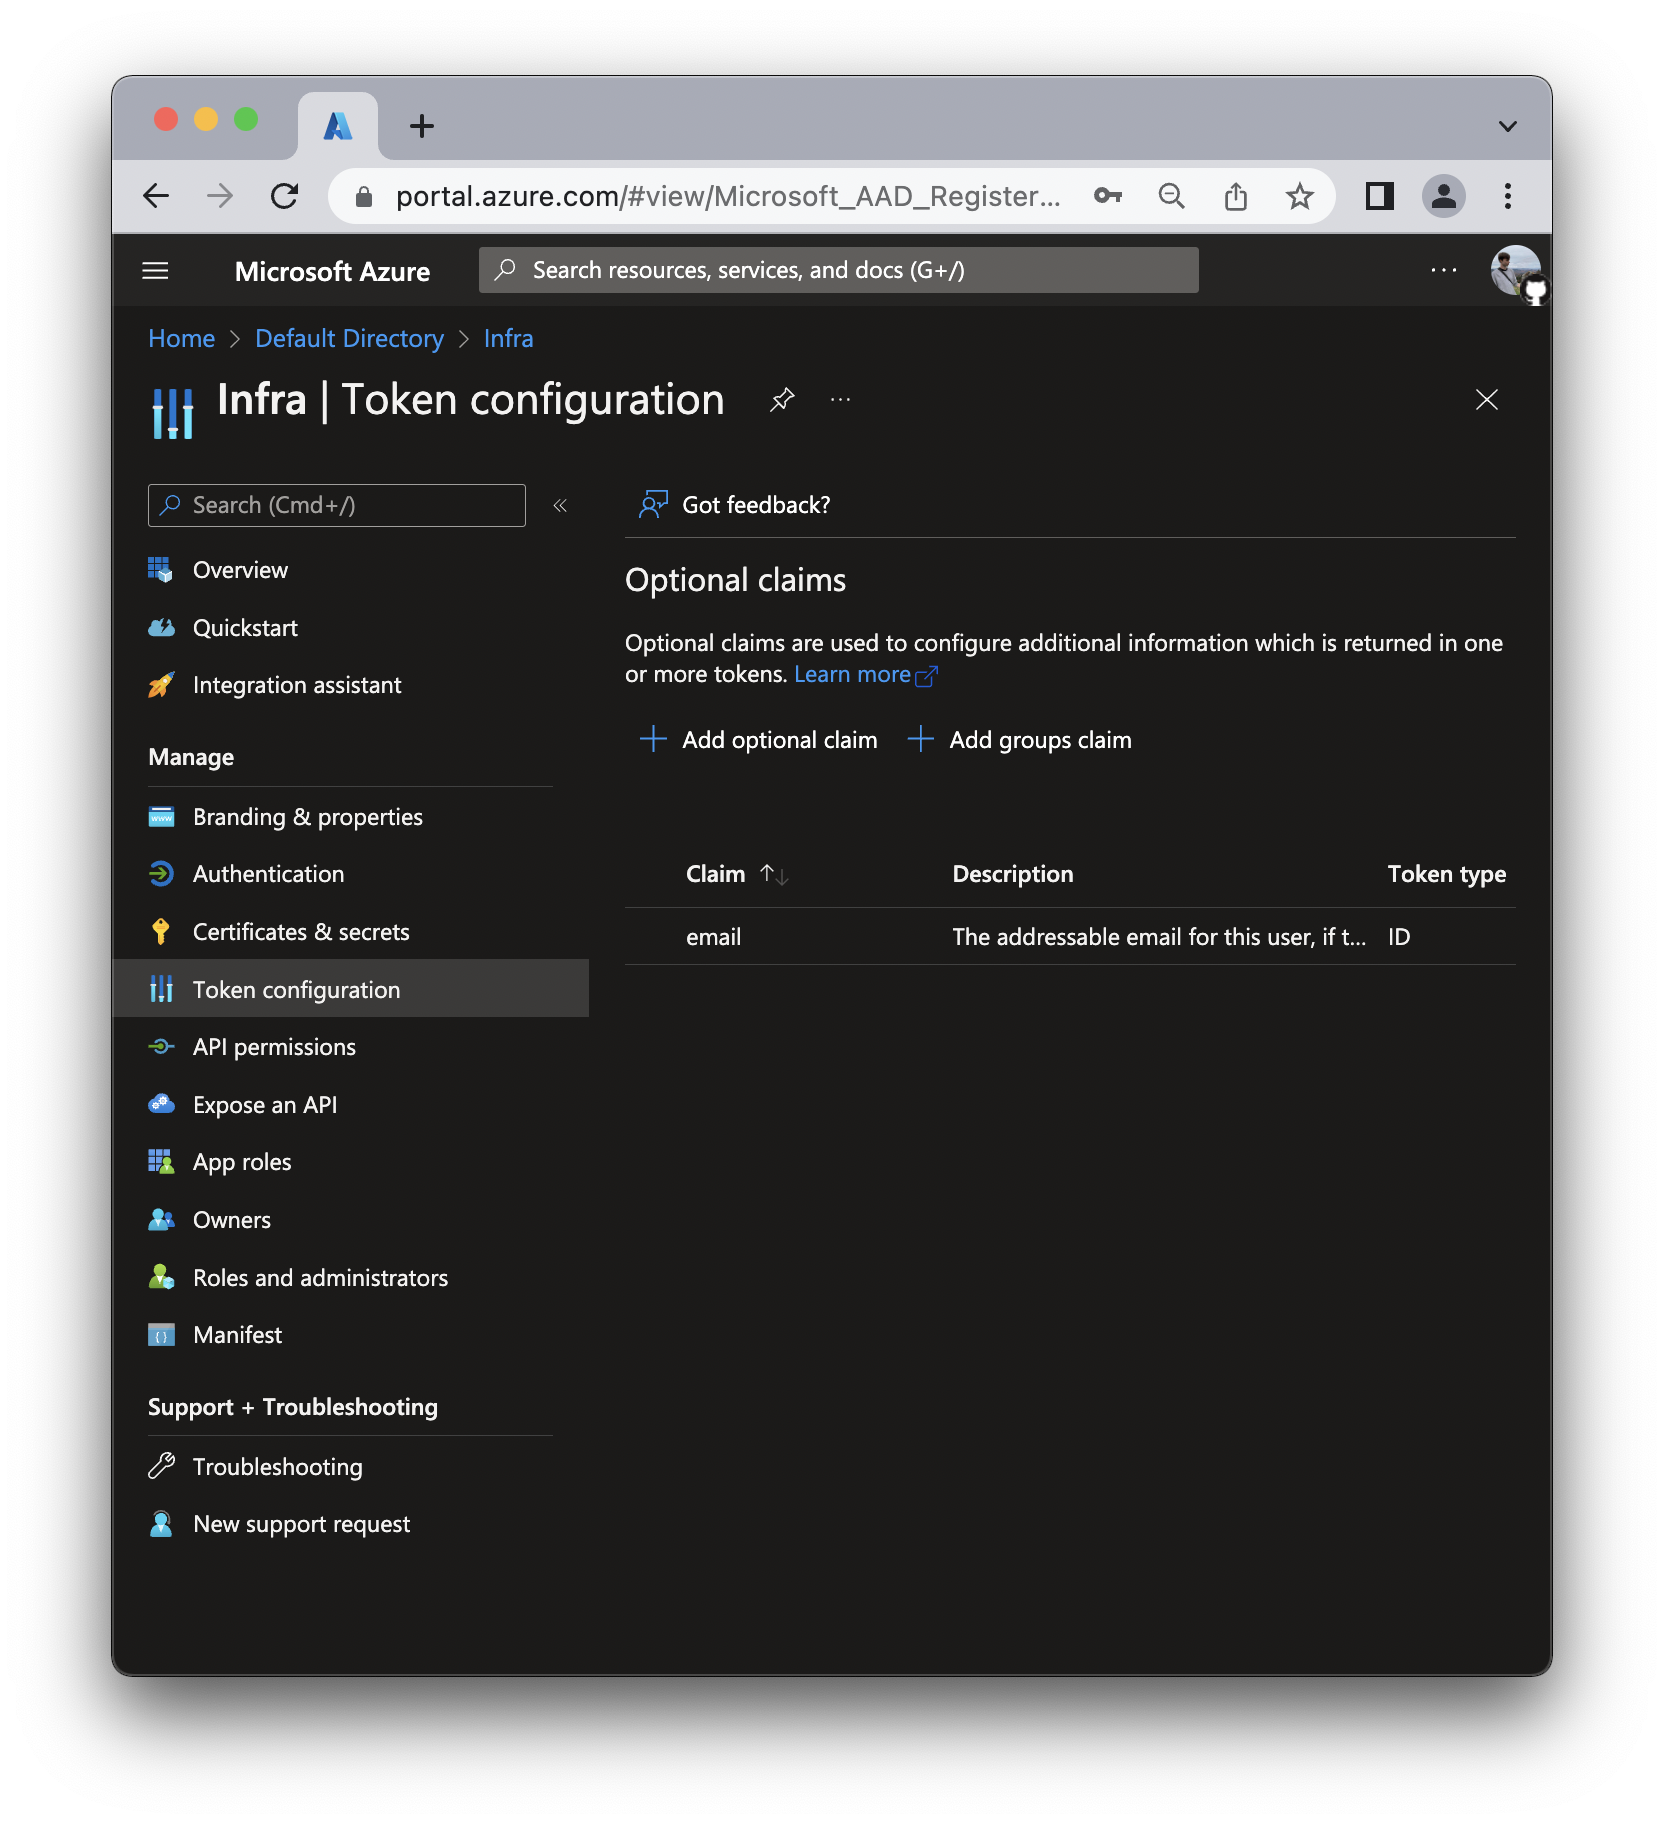 portal.azure.com/#view/Microsoft_AAD_Register...
Microsoft Azure
Search resources, services, and docs (G+/)
Home > Default Directory > Infra
Infra | Token configuration
Search (Cmd+/)
Got feedback?
Overview
Quickstart
Integration assistant
Manage
Branding & properties
Authentication
Certificates & secrets
Token configuration
API permissions
Expose an API
App roles
Owners
Roles and administrators
Manifest
Support + Troubleshooting
Troubleshooting
New support request
Optional claims
Optional claims are used to configure additional information which is returned in one
or more tokens. Learn more
Add optional claim Add groups claim
Claim Description Token type
email The addressable email for this user, if t... ID